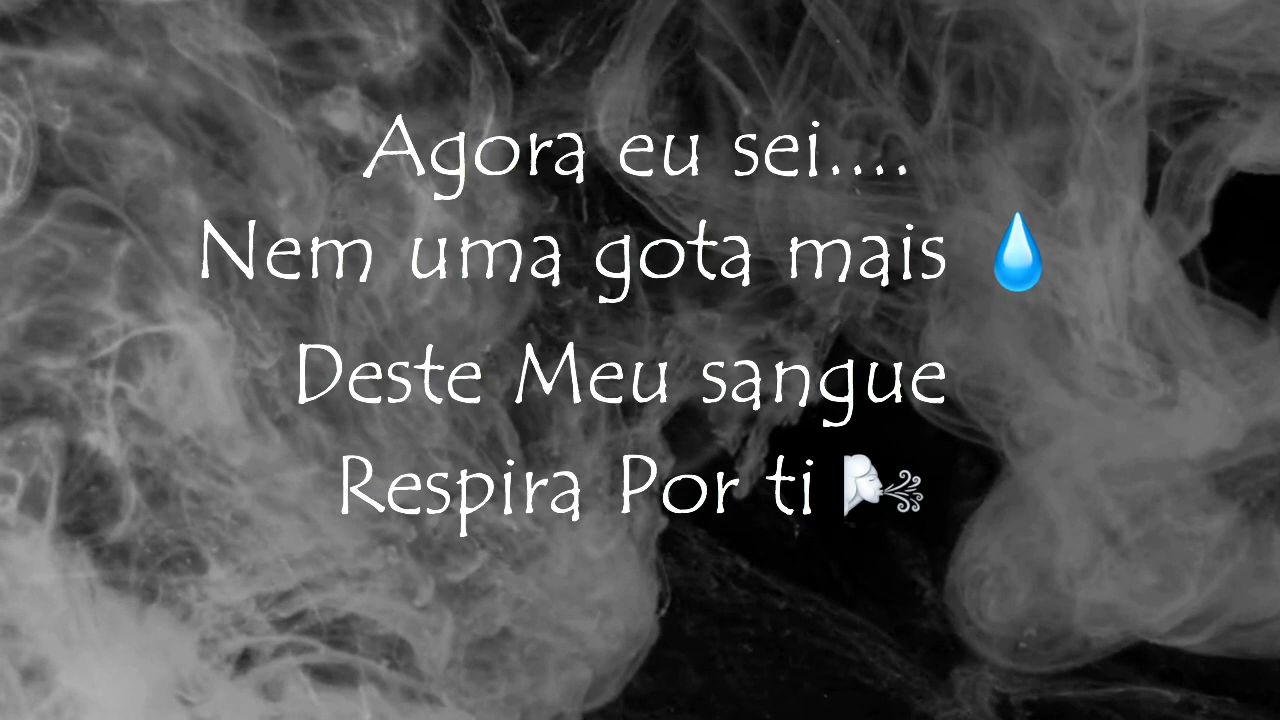 Agora eu sei....
Nem uma gota mais 💧
Deste Meu sangue
Respira Por ti 🌬